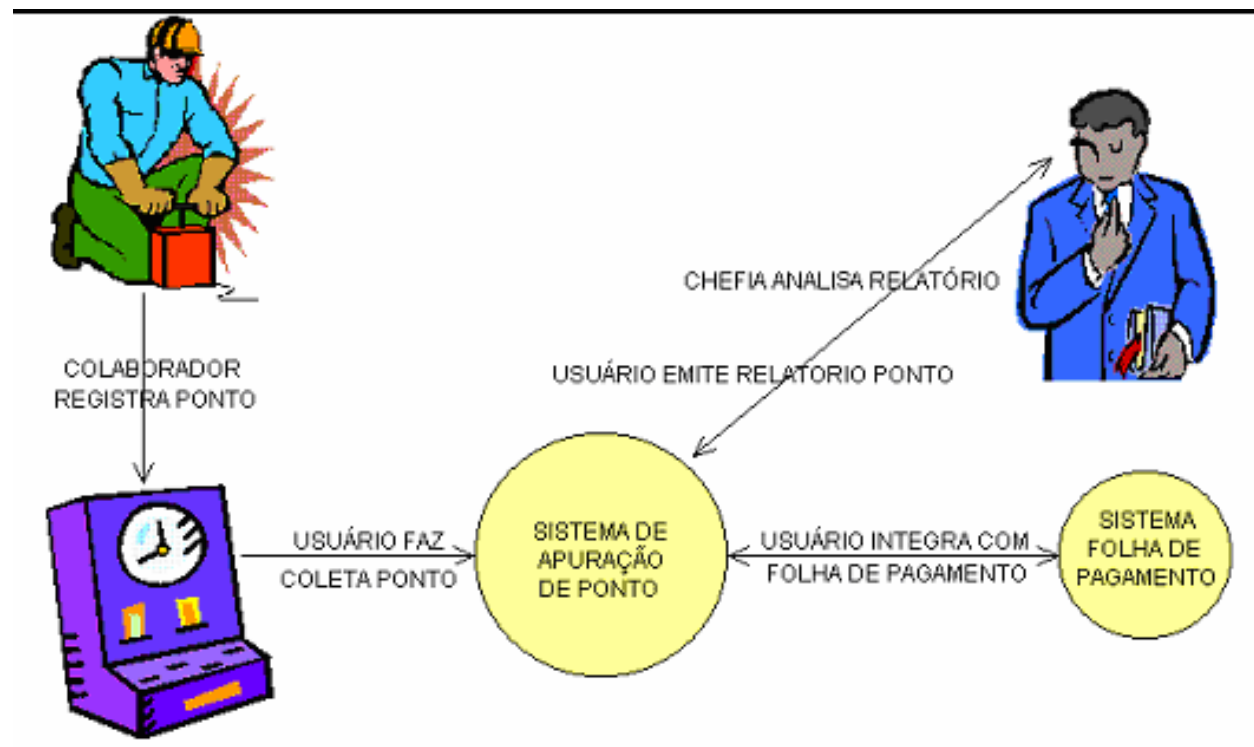 CHEFIA ANALISA RELATÓRIO
COLABORADOR
REGISTRA PONTO
USUÁRIO EMITE RELATORIO PONTO
USUÁRIO FAZ
COLETA PONTO
SISTEMA DE
APURAÇÃO
DE PONTO
USUÁRIO INTEGRA COM
FOLHA DE PAGAMENTO
SISTEMA
FOLHA DE
PAGAMENTO